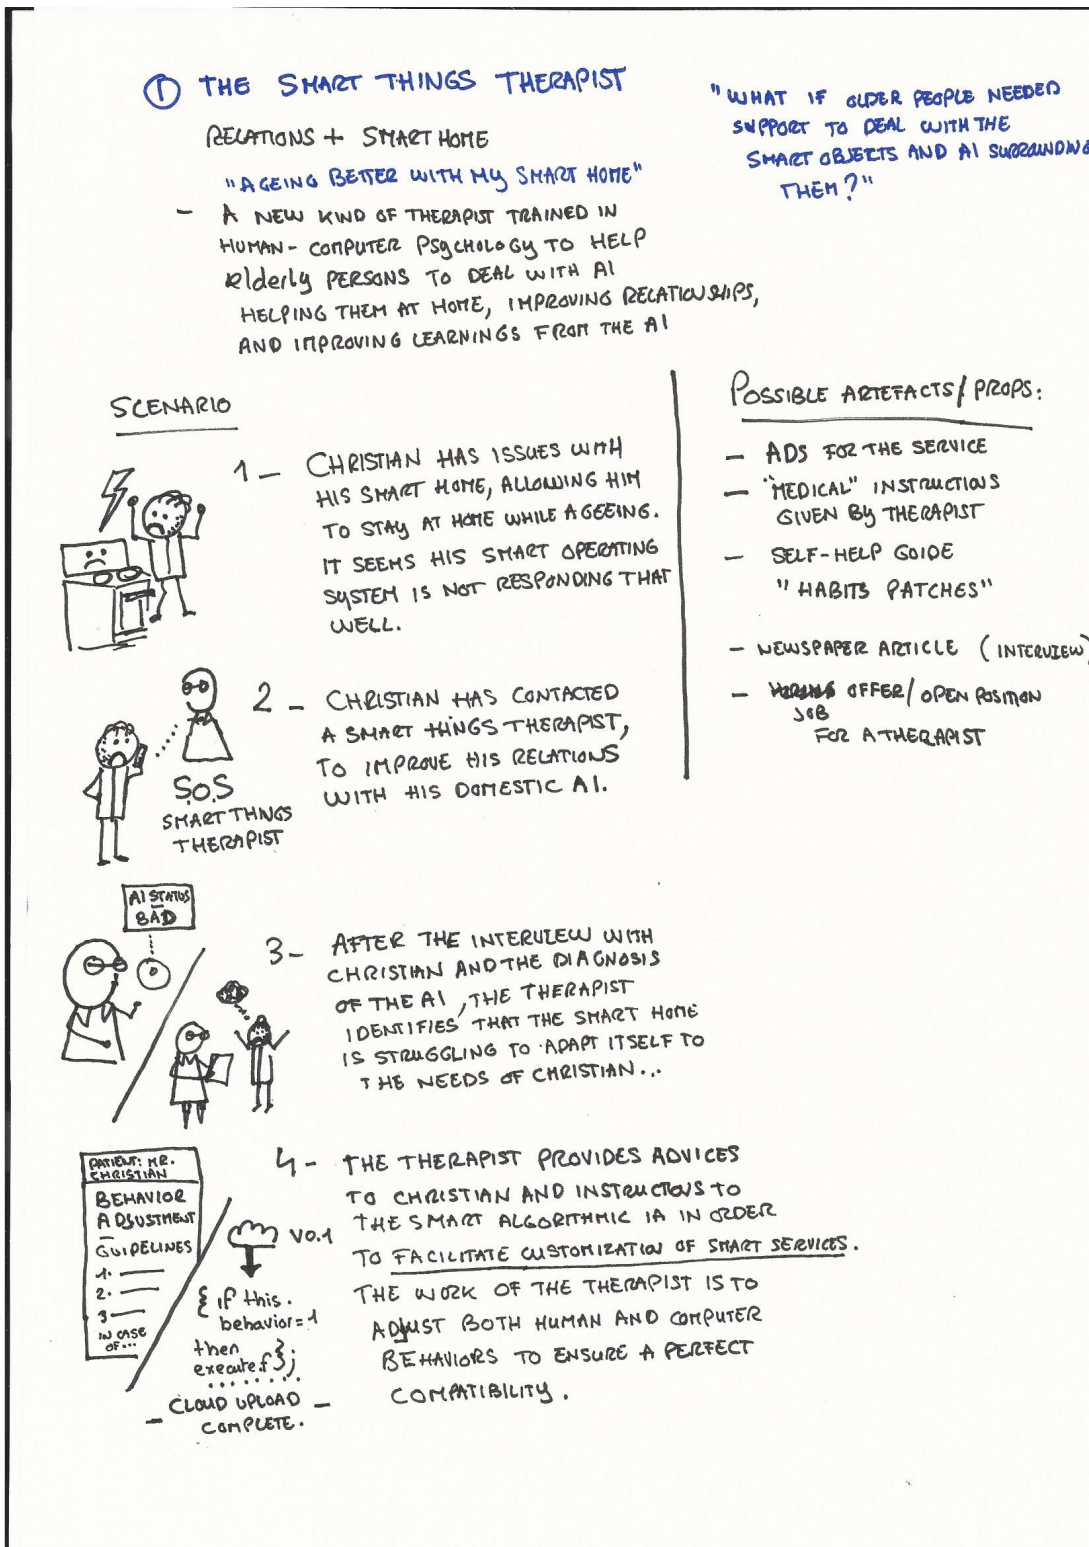 ① THE SMART THINGS THERAPIST
"WHAT IF OLDER PEOPLE NEEDED
SUPPORT TO DEAL WITH THE
SMART OBJECTS AND AI SURROUNDING
THEM?"
RELATIONS + SMART HOME
"AGEING BETTER WITH MY SMART HOME"
- A NEW KIND OF THERAPIST TRAINED IN
HUMAN-COMPUTER PSYCHOLOGY TO HELP
elderly PERSONS TO DEAL WITH AI
HELPING THEM AT HOME, IMPROVING RELATIONSHIPS,
AND IMPROVING LEARNINGS FROM THE AI
SCENARIO
1 - CHRISTIAN HAS ISSUES WITH
HIS SMART HOME, ALLOWING HIM
TO STAY AT HOME WHILE AGEEING.
IT SEEMS HIS SMART OPERATING
SYSTEM IS NOT RESPONDING THAT
WELL.
2 - CHRISTIAN HAS CONTACTED
A SMART THINGS THERAPIST,
TO IMPROVE HIS RELATIONS
WITH HIS DOMESTIC AI.
S.O.S
SMART THINGS
THERAPIST
AI STATUS
BAD
3 - AFTER THE INTERVIEW WITH
CHRISTIAN AND THE DIAGNOSIS
OF THE AI, THE THERAPIST
IDENTIFIES THAT THE SMART HOME
IS STRUGGLING TO ADAPT ITSELF TO
THE NEEDS OF CHRISTIAN...
PATIENT: MR.
CHRISTIAN
BEHAVIOR
ADJUSTMENT
-
GUIDELINES
1.
2.
3
IN CASE
OF...
V0.1
{ if this.
behavior=1
then
execute.f };
- CLOUD UPLOAD -
COMPLETE.
4 - THE THERAPIST PROVIDES ADVICES
TO CHRISTIAN AND INSTRUCTIONS TO
THE SMART ALGORITHMIC IA IN ORDER
TO FACILITATE CUSTOMIZATION OF SMART SERVICES.
THE WORK OF THE THERAPIST IS TO
ADJUST BOTH HUMAN AND COMPUTER
BEHAVIORS TO ENSURE A PERFECT
COMPATIBILITY.
POSSIBLE ARTEFACTS/PROPS:
- ADS FOR THE SERVICE
- "MEDICAL" INSTRUCTIONS
GIVEN BY THERAPIST
- SELF-HELP GUIDE
"HABITS PATCHES"
- NEWSPAPER ARTICLE (INTERVIEW)
- OFFER/OPEN POSITION
JOB
FOR A THERAPIST